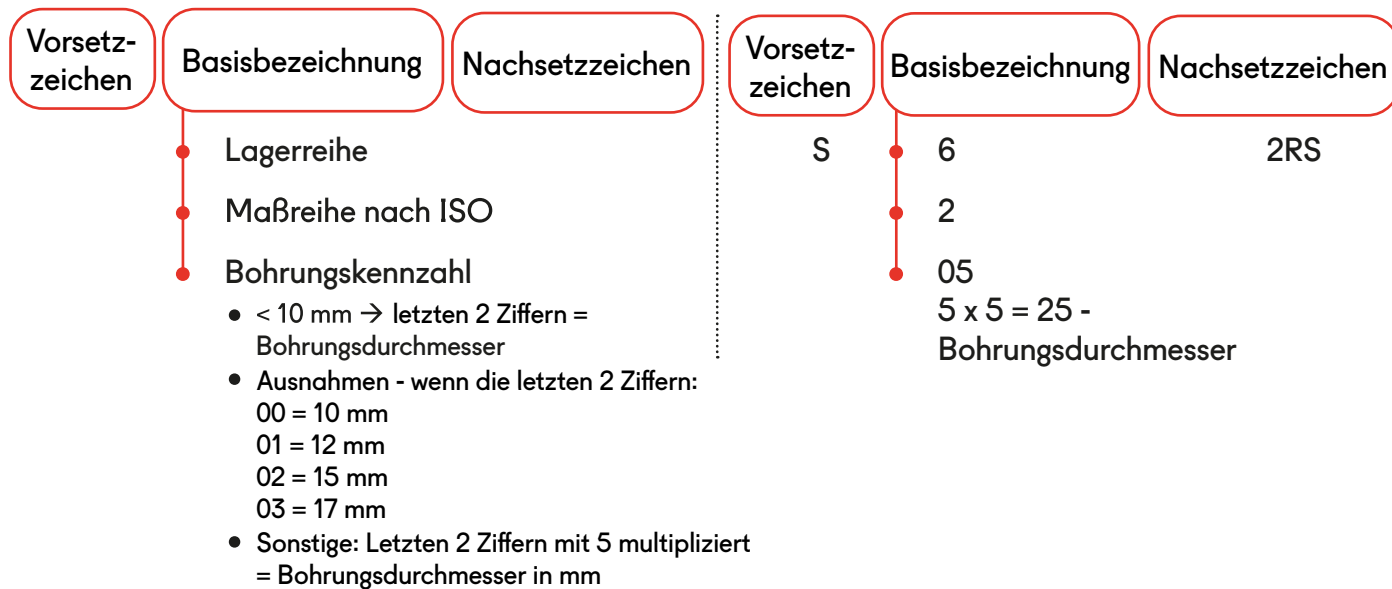 Vorsetz-
zeichen
Basisbezeichnung
Nachsetzzeichen
Lagerreihe
Maßreihe nach ISO
Bohrungskennzahl
< 10 mm → letzten 2 Ziffern =
Bohrungsdurchmesser
Ausnahmen - wenn die letzten 2 Ziffern:
00 = 10 mm
01 = 12 mm
02 = 15 mm
03 = 17 mm
Sonstige: Letzten 2 Ziffern mit 5 multipliziert
= Bohrungsdurchmesser in mm
Vorsetz-
zeichen
Basisbezeichnung
Nachsetzzeichen
S
6
2RS
2
05
5 x 5 = 25 -
Bohrungsdurchmesser